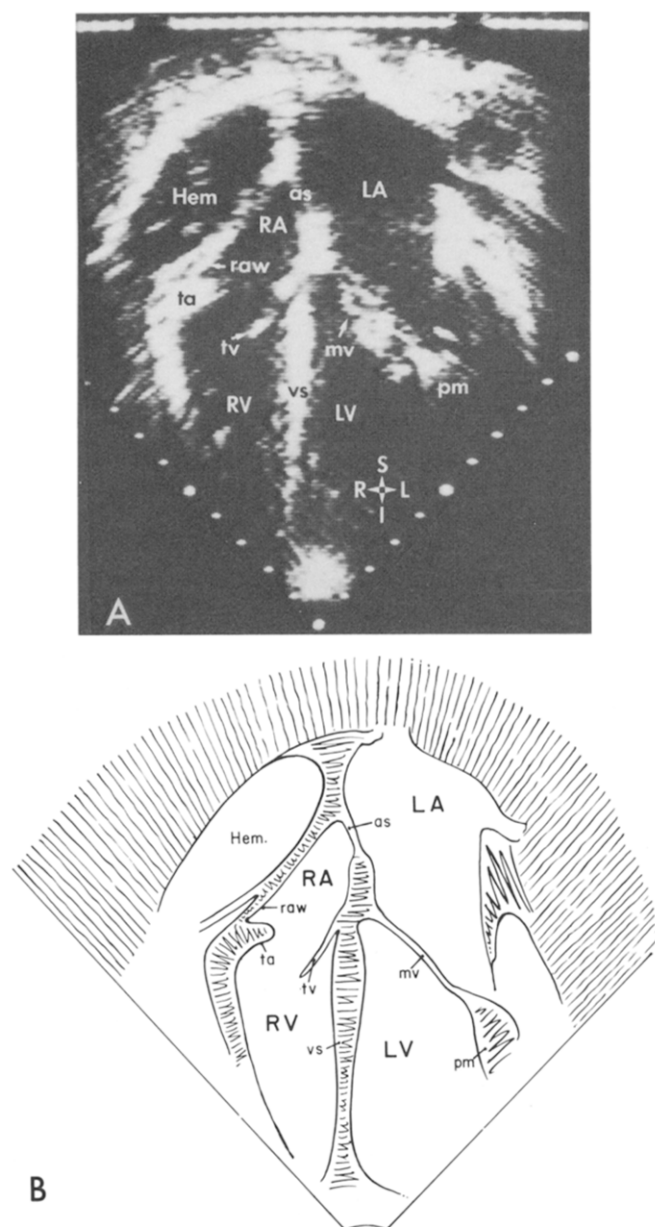 Hem
as
LA
RA
raw
ta
tv
mv
pm
RV
vs
LV
S
R L
I
A
LA
as
Hem.
RA
raw
ta
tv
mv
RV
vs
LV
pm
B